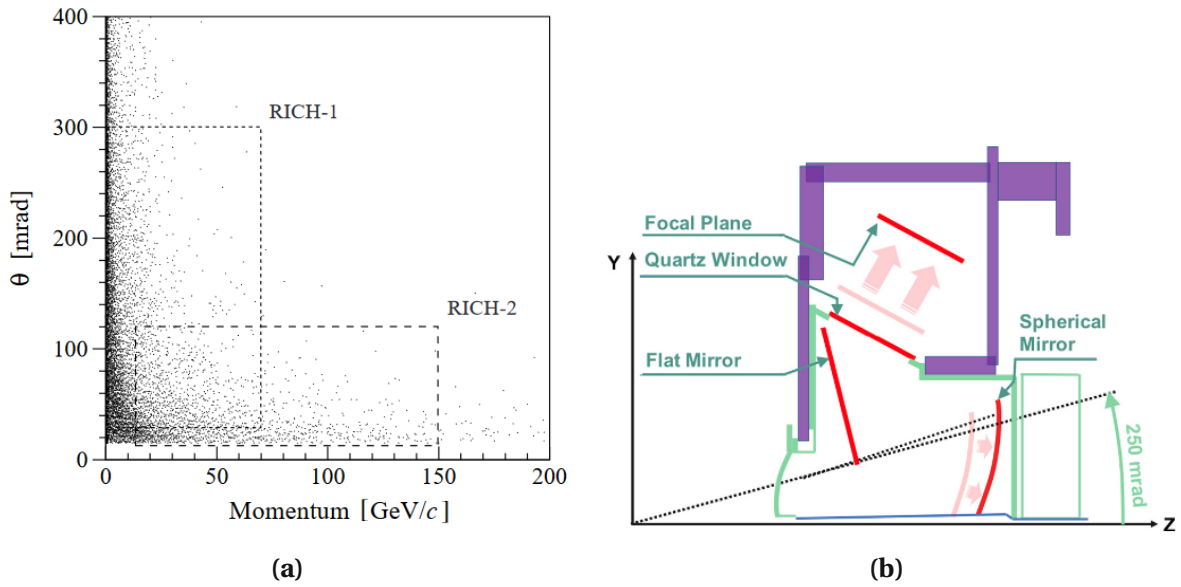 400
300
200
100
0
θ [mrad]
RICH-1
RICH-2
0 50 100 150 200
Momentum [GeV/c]
(a)
Focal Plane
Quartz Window
Y
Spherical
Mirror
Flat Mirror
250 mrad
Z
(b)